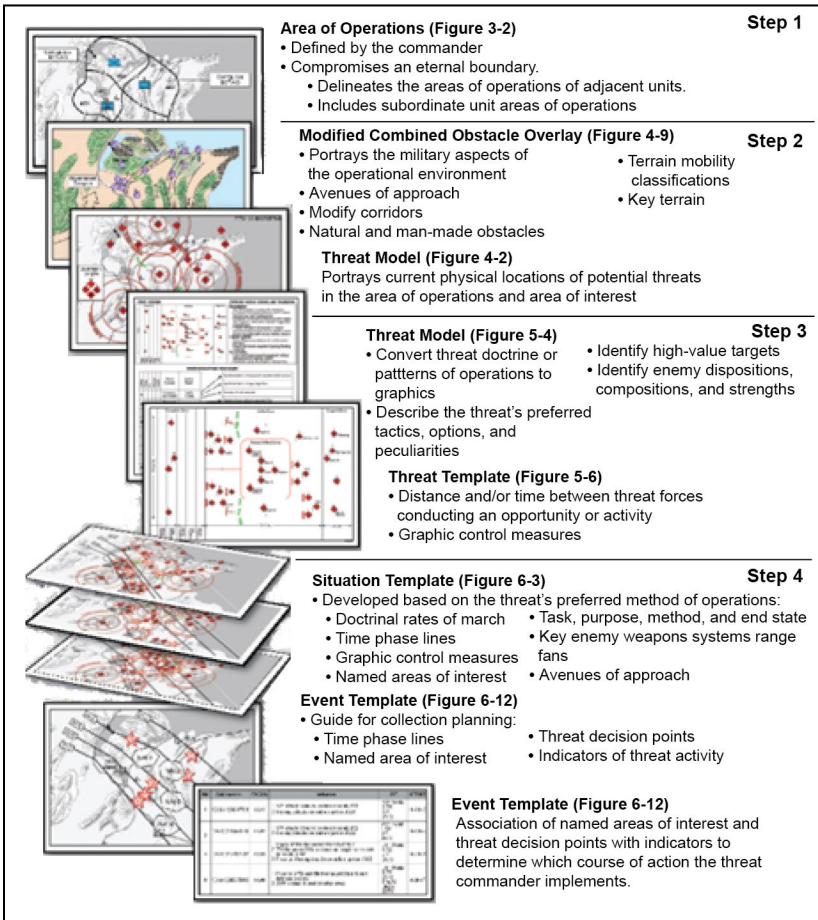 Area of Operations (Figure 3-2)
Step 1
• Defined by the commander
• Compromises an eternal boundary.
• Delineates the areas of operations of adjacent units.
• Includes subordinate unit areas of operations
Modified Combined Obstacle Overlay (Figure 4-9)
Step 2
• Portrays the military aspects of
the operational environment
• Avenues of approach
• Modify corridors
• Natural and man-made obstacles
• Terrain mobility
classifications
• Key terrain
Threat Model (Figure 4-2)
Portrays current physical locations of potential threats
in the area of operations and area of interest
Step 3
Threat Model (Figure 5-4)
• Convert threat doctrine or
pattterns of operations to
graphics
• Describe the threat's preferred
tactics, options, and
peculiarities
• Identify high-value targets
• Identify enemy dispositions,
compositions, and strengths
Threat Template (Figure 5-6)
• Distance and/or time between threat forces
conducting an opportunity or activity
• Graphic control measures
Step 4
Situation Template (Figure 6-3)
• Developed based on the threat's preferred method of operations:
• Doctrinal rates of march
• Time phase lines
• Graphic control measures
• Named areas of interest
• Task, purpose, method, and end state
• Key enemy weapons systems range
fans
• Avenues of approach
Event Template (Figure 6-12)
• Guide for collection planning:
• Time phase lines
• Named area of interest
• Threat decision points
• Indicators of threat activity
Event Template (Figure 6-12)
Association of named areas of interest and
threat decision points with indicators to
determine which course of action the threat
commander implements.